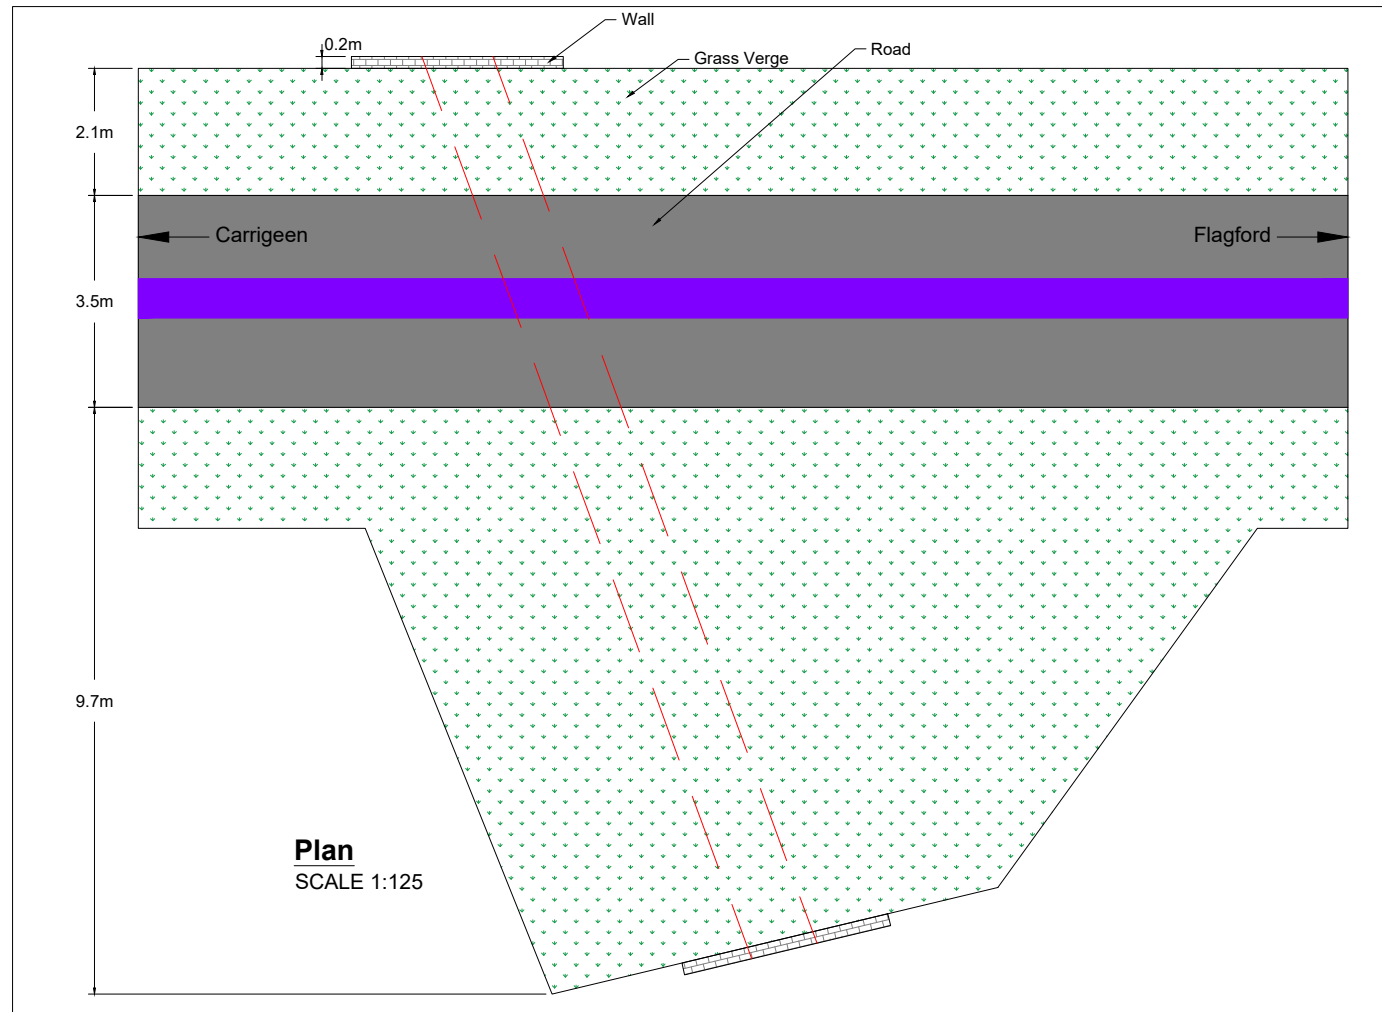 Wall
0.2m
Road
Grass Verge
2.1m
Carrigeen
Flagford
3.5m
9.7m
Plan
SCALE 1:125